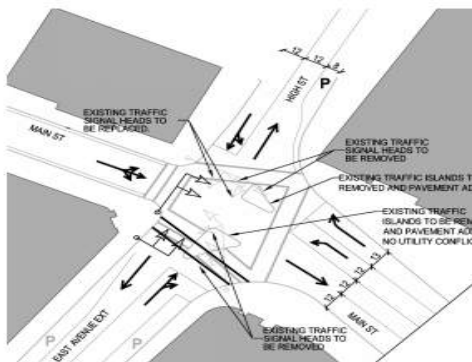 12
12
8
P
HIGH ST
EXISTING TRAFFIC
SIGNAL HEADS TO
BE REPLACED.
MAIN ST
EXISTING TRAFFIC
SIGNAL HEADS TO
BE REMOVED
EXISTING TRAFFIC ISLANDS T
REMOVED AND PAVEMENT AD
EXISTING TRAFFIC
ISLANDS TO BE REM
AND PAVEMENT ADD
NO UTILITY CONFLIC
12
12
12
13
MAIN ST
EAST AVENUE EXT
P
P
EXISTING TRAFFIC
SIGNAL HEADS TO
BE REMOVED